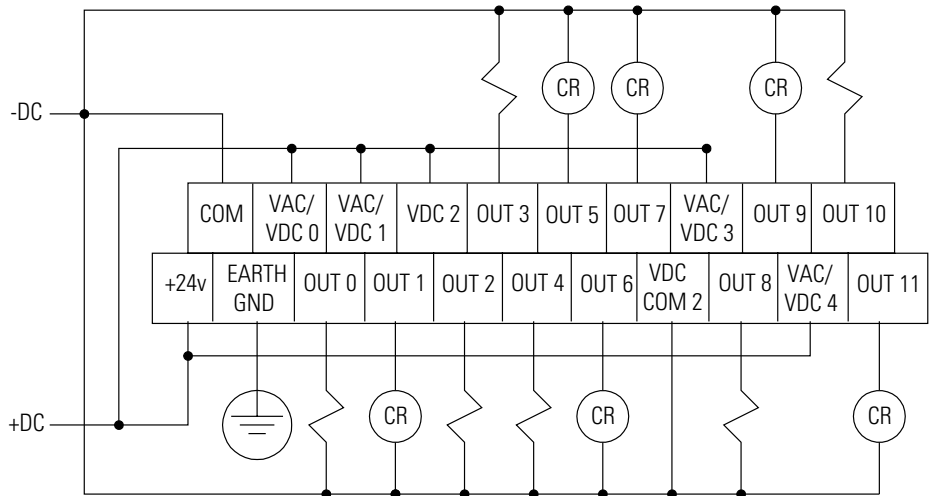 CR CR CR
-DC
COM VAC/ VDC 0 VAC/ VDC 1 VDC 2 OUT 3 OUT 5 OUT 7 VAC/ VDC 3 OUT 9 OUT 10
+24v EARTH GND OUT 0 OUT 1 OUT 2 OUT 4 OUT 6 VDC COM 2 OUT 8 VAC/ VDC 4 OUT 11
CR CR CR
+DC